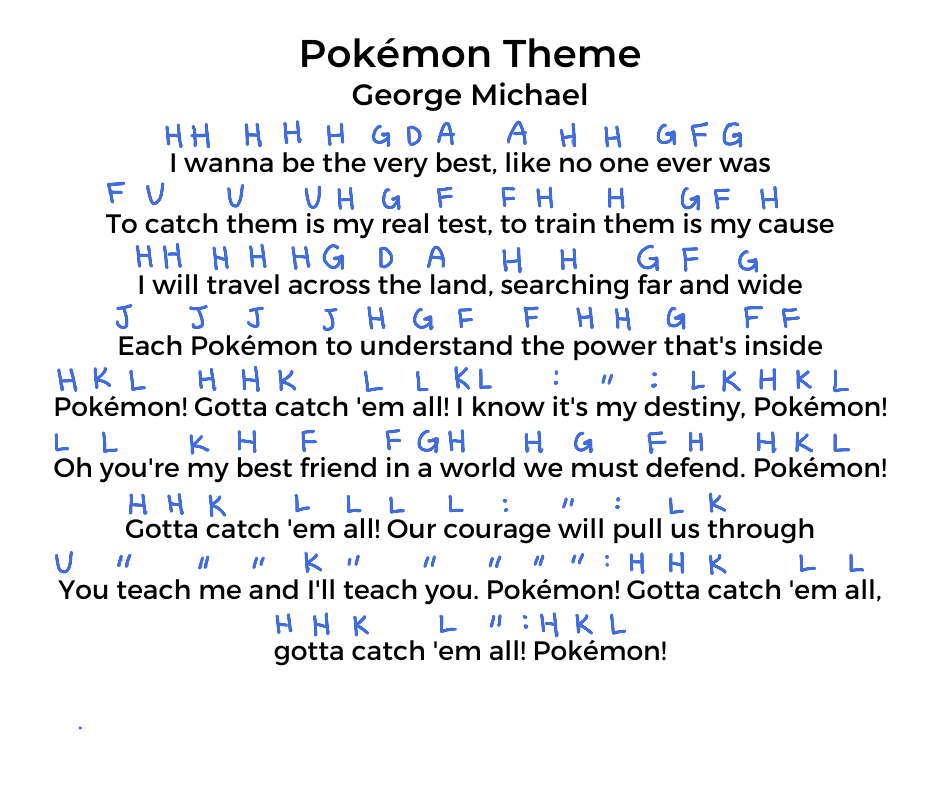 Pokémon Theme
George Michael
H H H H H G D A A H H G F G
I wanna be the very best, like no one ever was
F U U U H G F F H H G F H
To catch them is my real test, to train them is my cause
H H H H H G D A H H G F G
I will travel across the land, searching far and wide
J J J J H G F F H H G F F
Each Pokémon to understand the power that's inside
H K L H H K L L K L : " : L K H K L
Pokémon! Gotta catch 'em all! I know it's my destiny, Pokémon!
L L K H F F G H H G F H H K L
Oh you're my best friend in a world we must defend. Pokémon!
H H K L L L L : " : L K
Gotta catch 'em all! Our courage will pull us through
U " " " K " " " " " : H H K L L
You teach me and I'll teach you. Pokémon! Gotta catch 'em all,
H H K L " : H K L
gotta catch 'em all! Pokémon!